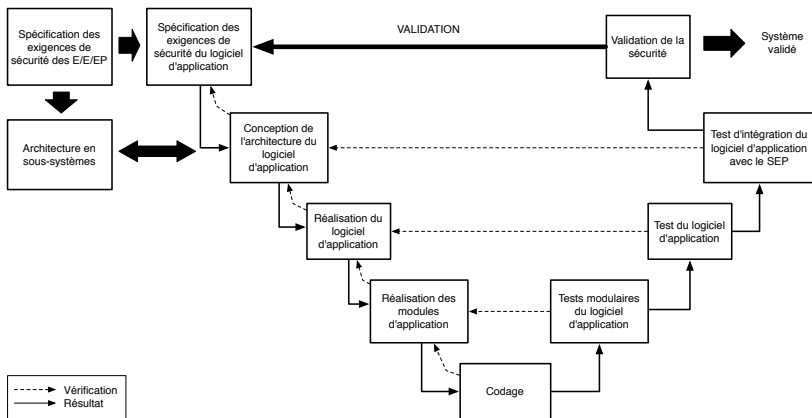 Spécification des
exigences de
sécurité des E/E/EP
Spécification des
exigences de
sécurité du logiciel
d'application
VALIDATION
Validation de la
sécurité
Système
validé
Architecture en
sous-systèmes
Conception de
l'architecture du
logiciel
d'application
Test d'intégration du
logiciel d'application
avec le SEP
Réalisation du
logiciel
d'application
Test du logiciel
d'application
Réalisation des
modules
d'application
Tests modulaires
du logiciel
d'application
Codage
Vérification
Résultat